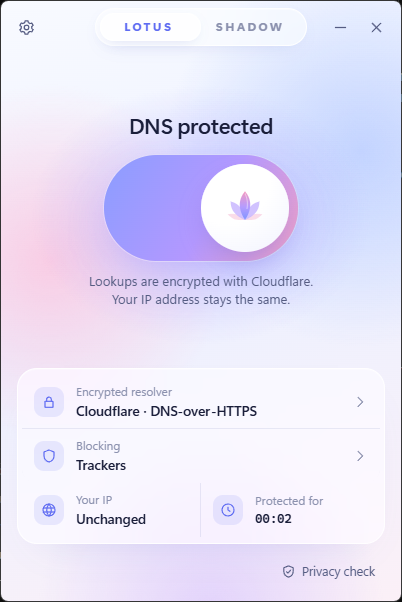 LOTUS
SHADOW
DNS protected
Lookups are encrypted with Cloudflare.
Your IP address stays the same.
Encrypted resolver
Cloudflare · DNS-over-HTTPS
Blocking
Trackers
Your IP
Unchanged
Protected for
00:02
Privacy check